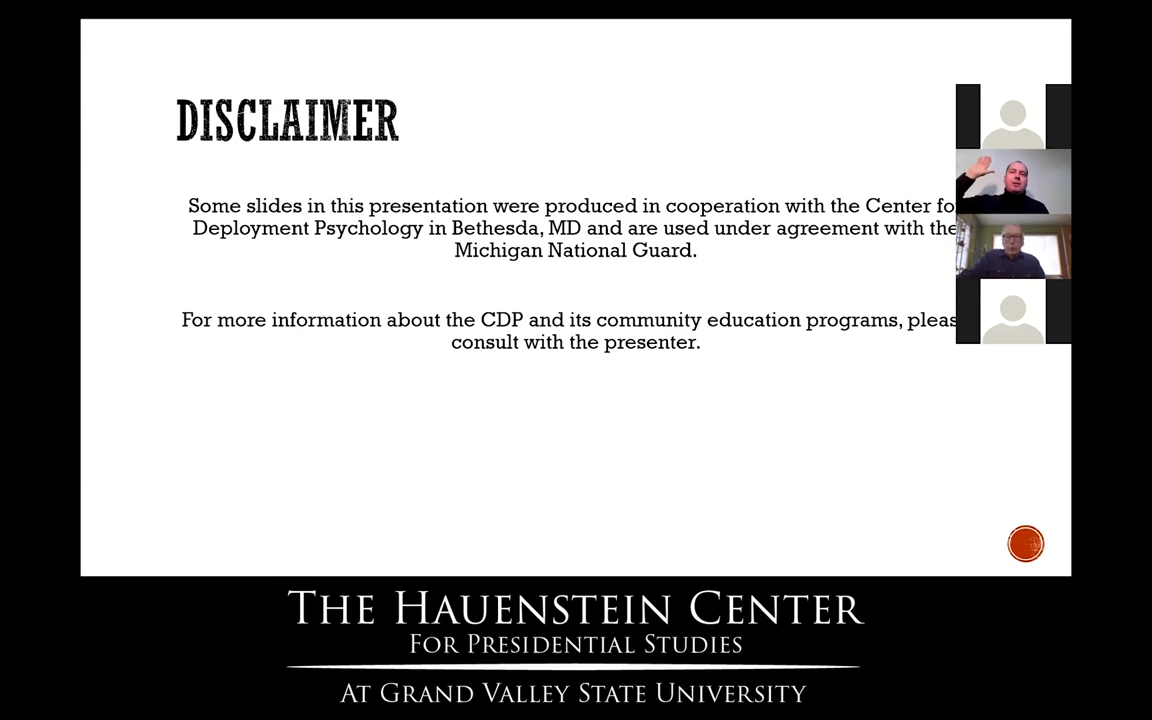 DISCLAIMER
Some slides in this presentation were produced in cooperation with the Center fo
Deployment Psychology in Bethesda, MD and are used under agreement with the
Michigan National Guard.
For more information about the CDP and its community education programs, pleas
consult with the presenter.
THE HAUENSTEIN CENTER
FOR PRESIDENTIAL STUDIES
AT GRAND VALLEY STATE UNIVERSITY